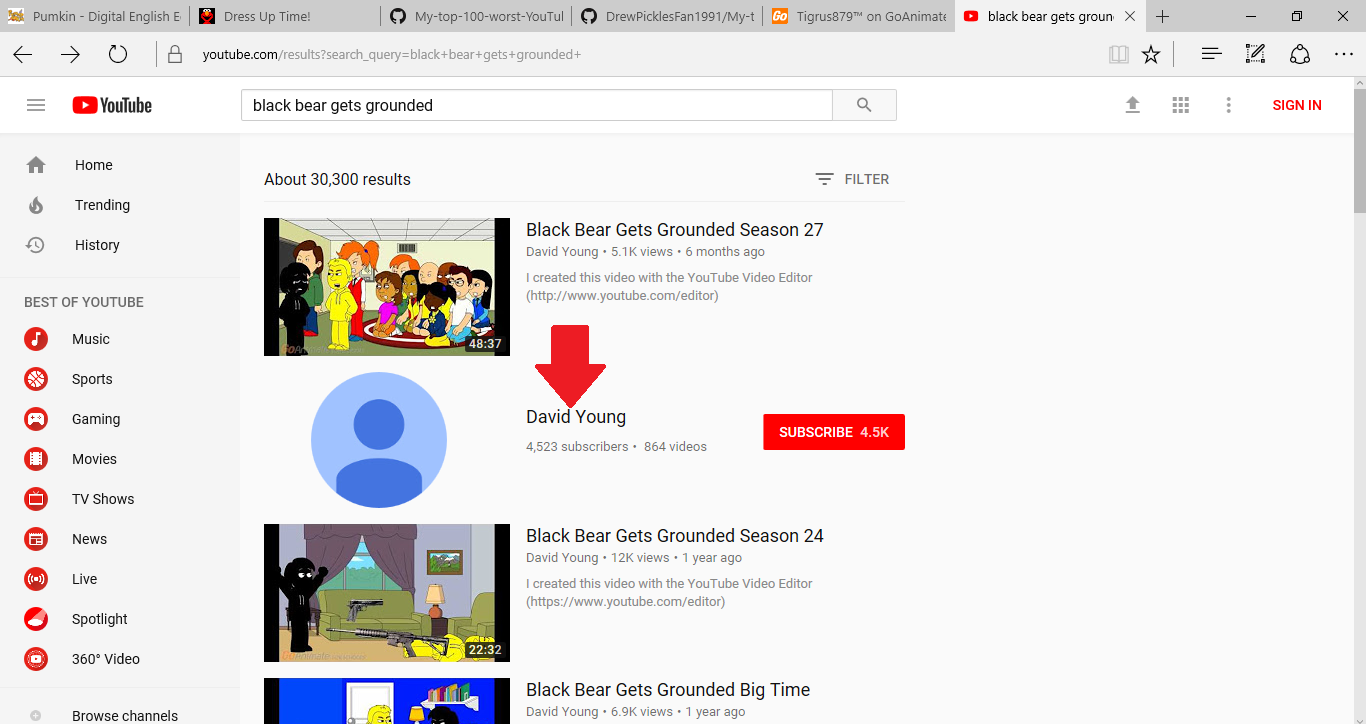 Pumkin - Digital English E
Dress Up Time!
My-top-100-worst-YouTul
DrewPicklesFan1991/My-t
Go Tigrus879™ on GoAnimate
black bear gets groun
youtube.com/results?search_query=black+bear+gets+grounded+
YouTube
black bear gets grounded
SIGN IN
Home
Trending
History
BEST OF YOUTUBE
Music
Sports
Gaming
Movies
TV Shows
News
Live
Spotlight
360° Video
Browse channels
About 30,300 results
FILTER
48:37
Black Bear Gets Grounded Season 27
David Young • 5.1K views • 6 months ago
I created this video with the YouTube Video Editor
(http://www.youtube.com/editor)
David Young
4,523 subscribers • 864 videos
SUBSCRIBE 4.5K
GoAnimate
22:32
Black Bear Gets Grounded Season 24
David Young • 12K views • 1 year ago
I created this video with the YouTube Video Editor
(https://www.youtube.com/editor)
Black Bear Gets Grounded Big Time
David Young • 6.9K views • 1 year ago